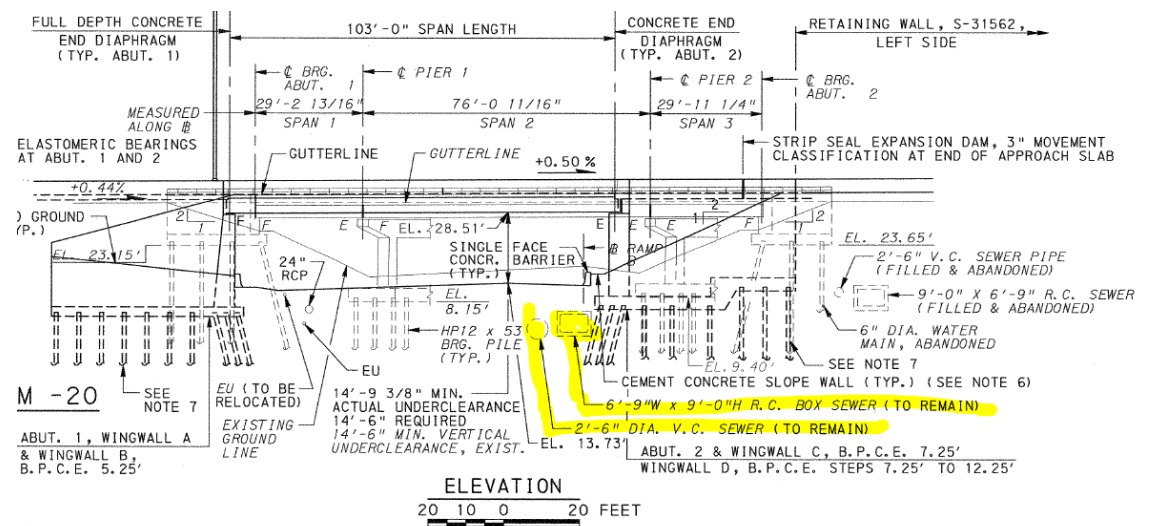 FULL DEPTH CONCRETE
END DIAPHRAGM
(TYP. ABUT. 1)
103'-0" SPAN LENGTH
CONCRETE END
DIAPHRAGM
(TYP. ABUT. 2)
RETAINING WALL, S-31562,
LEFT SIDE
℄ BRG.
ABUT. 1
℄ PIER 1
℄ PIER 2
℄ BRG.
ABUT. 2
MEASURED
ALONG ℞
29'-2 13/16"
SPAN 1
76'-0 11/16"
SPAN 2
29'-11 1/4"
SPAN 3
ELASTOMERIC BEARINGS
AT ABUT. 1 AND 2
GUTTERLINE
GUTTERLINE
+0.50 %
STRIP SEAL EXPANSION DAM, 3" MOVEMENT
CLASSIFICATION AT END OF APPROACH SLAB
+0.44%
) GROUND
YP.)
2
1
E
F
E
F
EL. 28.51'
E
E
F
1
2
F
2
1
EL. 23.15'
24"
RCP
SINGLE FACE
CONCR. BARRIER
(TYP.)
℄ RAMP
EL. 23.65'
2'-6" V.C. SEWER PIPE
(FILLED & ABANDONED)
9'-0" X 6'-9" R.C. SEWER
(FILLED & ABANDONED)
EL.
8.15'
HP12 x 53
BRG. PILE
(TYP.)
6" DIA. WATER
MAIN, ABANDONED
EL. 9.40'
SEE NOTE 7
EU
CEMENT CONCRETE SLOPE WALL (TYP.) (SEE NOTE 6)
M -20
SEE
NOTE 7
EU (TO BE
RELOCATED)
14'-9 3/8" MIN.
ACTUAL UNDERCLEARANCE
14'-6" REQUIRED
14'-6" MIN. VERTICAL
UNDERCLEARANCE, EXIST.
6'-9"W x 9'-0"H R.C. BOX SEWER (TO REMAIN)
2'-6" DIA. V.C. SEWER (TO REMAIN)
EXISTING
GROUND
LINE
EL. 13.73'
ABUT. 1, WINGWALL A
& WINGWALL B,
B.P.C.E. 5.25'
ABUT. 2 & WINGWALL C, B.P.C.E. 7.25'
WINGWALL D, B.P.C.E. STEPS 7.25' TO 12.25'
ELEVATION
20 10 0 20 FEET